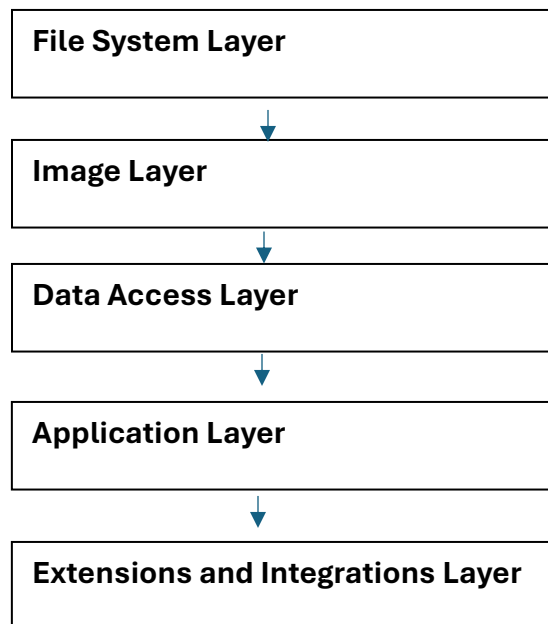 File System Layer
Image Layer
Data Access Layer
Application Layer
Extensions and Integrations Layer